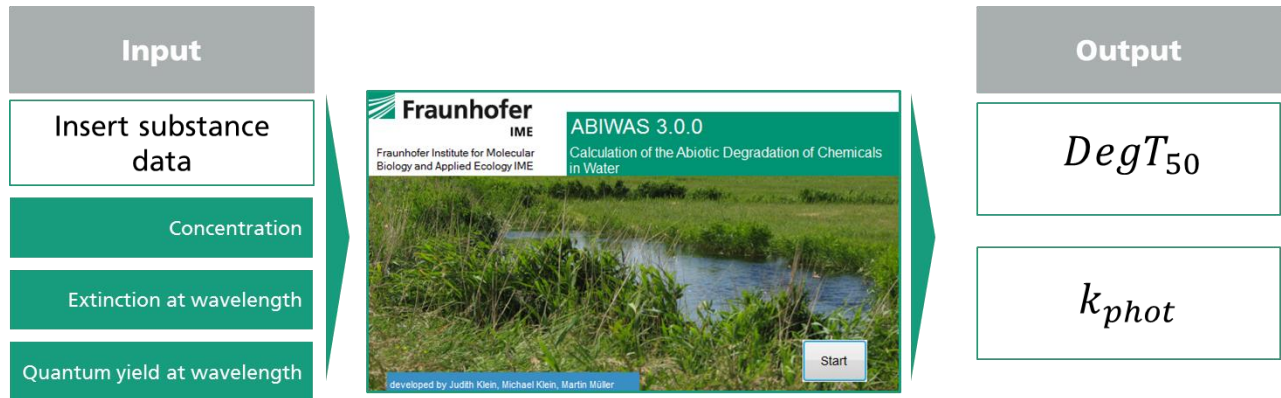 Input
Insert substance
data
Concentration
Extinction at wavelength
Quantum yield at wavelength
Fraunhofer
IME
Fraunhofer Institute for Molecular
Biology and Applied Ecology IME
ABIWAS 3.0.0
Calculation of the Abiotic Degradation of Chemicals
in Water
Start
developed by Judith Klein, Michael Klein, Martin Müller
Output
DegT₅₀
kₚₕₒₜ